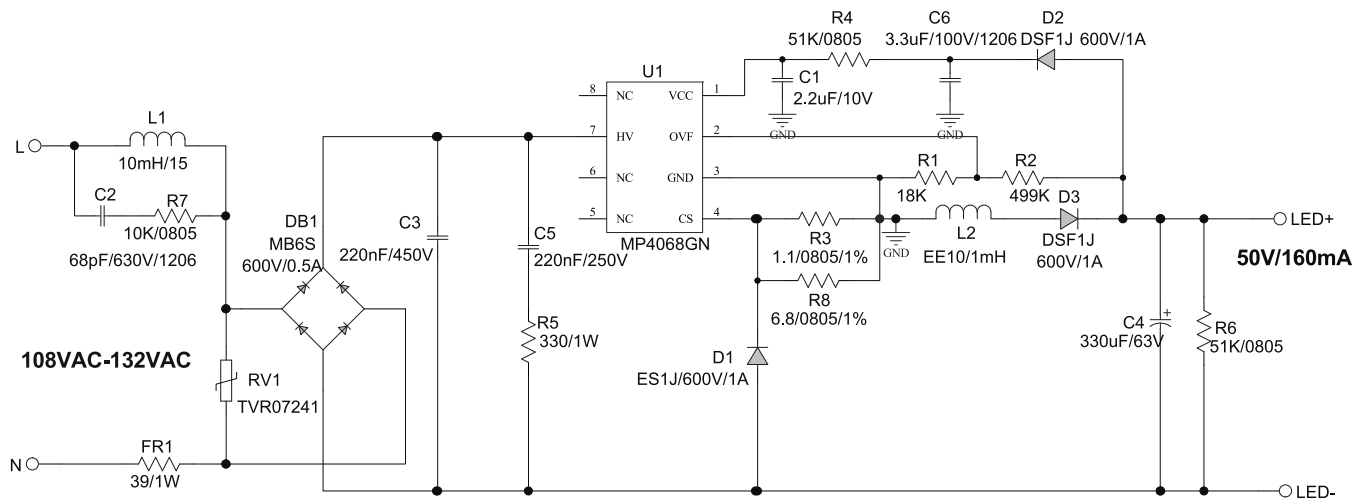 R4
51K/0805
C6
3.3uF/100V/1206
D2
DSF1J 600V/1A
U1
C1
2.2uF/10V
GND
GND
8
NC
VCC
1
7
HV
OVF
2
6
NC
GND
3
5
NC
CS
4
MP4068GN
L
L1
10mH/15
C2
R7
10K/0805
68pF/630V/1206
DB1
MB6S
600V/0.5A
C3
220nF/450V
C5
220nF/250V
R1
18K
R2
499K
R3
1.1/0805/1%
GND
L2
EE10/1mH
D3
DSF1J
600V/1A
LED+
50V/160mA
R8
6.8/0805/1%
R5
330/1W
D1
ES1J/600V/1A
C4
+
330uF/63V
R6
51K/0805
108VAC-132VAC
RV1
TVR07241
N
FR1
39/1W
LED-